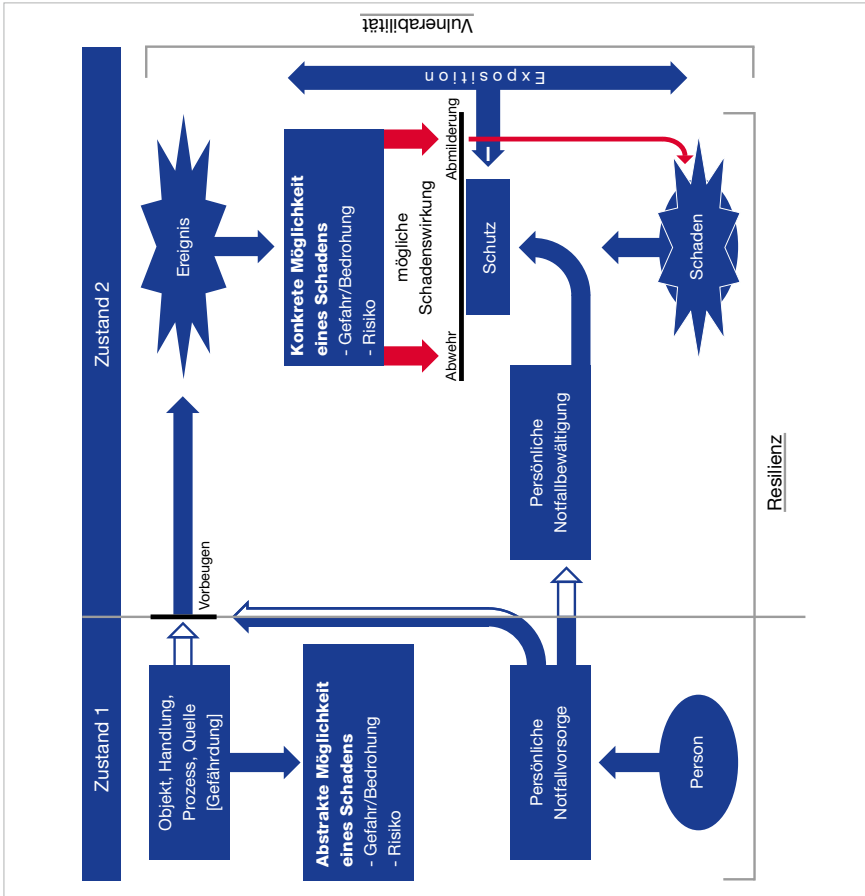 Zustand 1
Zustand 2
Objekt, Handlung,
Prozess, Quelle
[Gefährdung]
Vorbeugen
Ereignis
Abstrakte Möglichkeit
eines Schadens
- Gefahr/Bedrohung
- Risiko
Konkrete Möglichkeit
eines Schadens
- Gefahr/Bedrohung
- Risiko
mögliche
Schadenswirkung
Abwehr
Abmilderung
Schutz
Exposition
Vulnerabilität
Persönliche
Notfallvorsorge
Persönliche
Notfallbewältigung
Person
Schaden
Resilienz